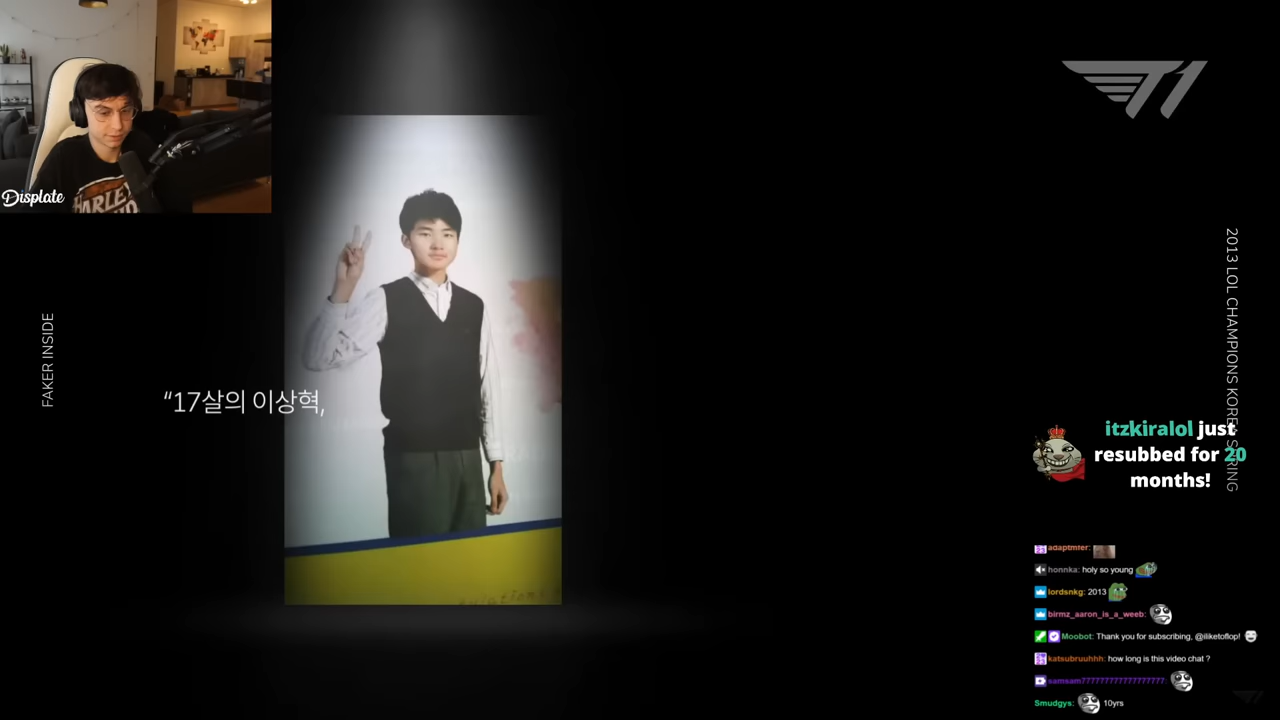 Displate
HARLEY
T1
FAKER INSIDE
“17살의 이상혁,
2013 LOL CHAMPIONS KOREA SPRING
itzkiralol just
resubbed for 20
months!
adaptmfer:
honnka: holy so young
lordsnkg: 2013
birmz_aaron_is_a_weeb:
Moobot: Thank you for subscribing, @iliketoflop!
katsubruuhhh: how long is this video chat ?
Smudgys: 10yrs